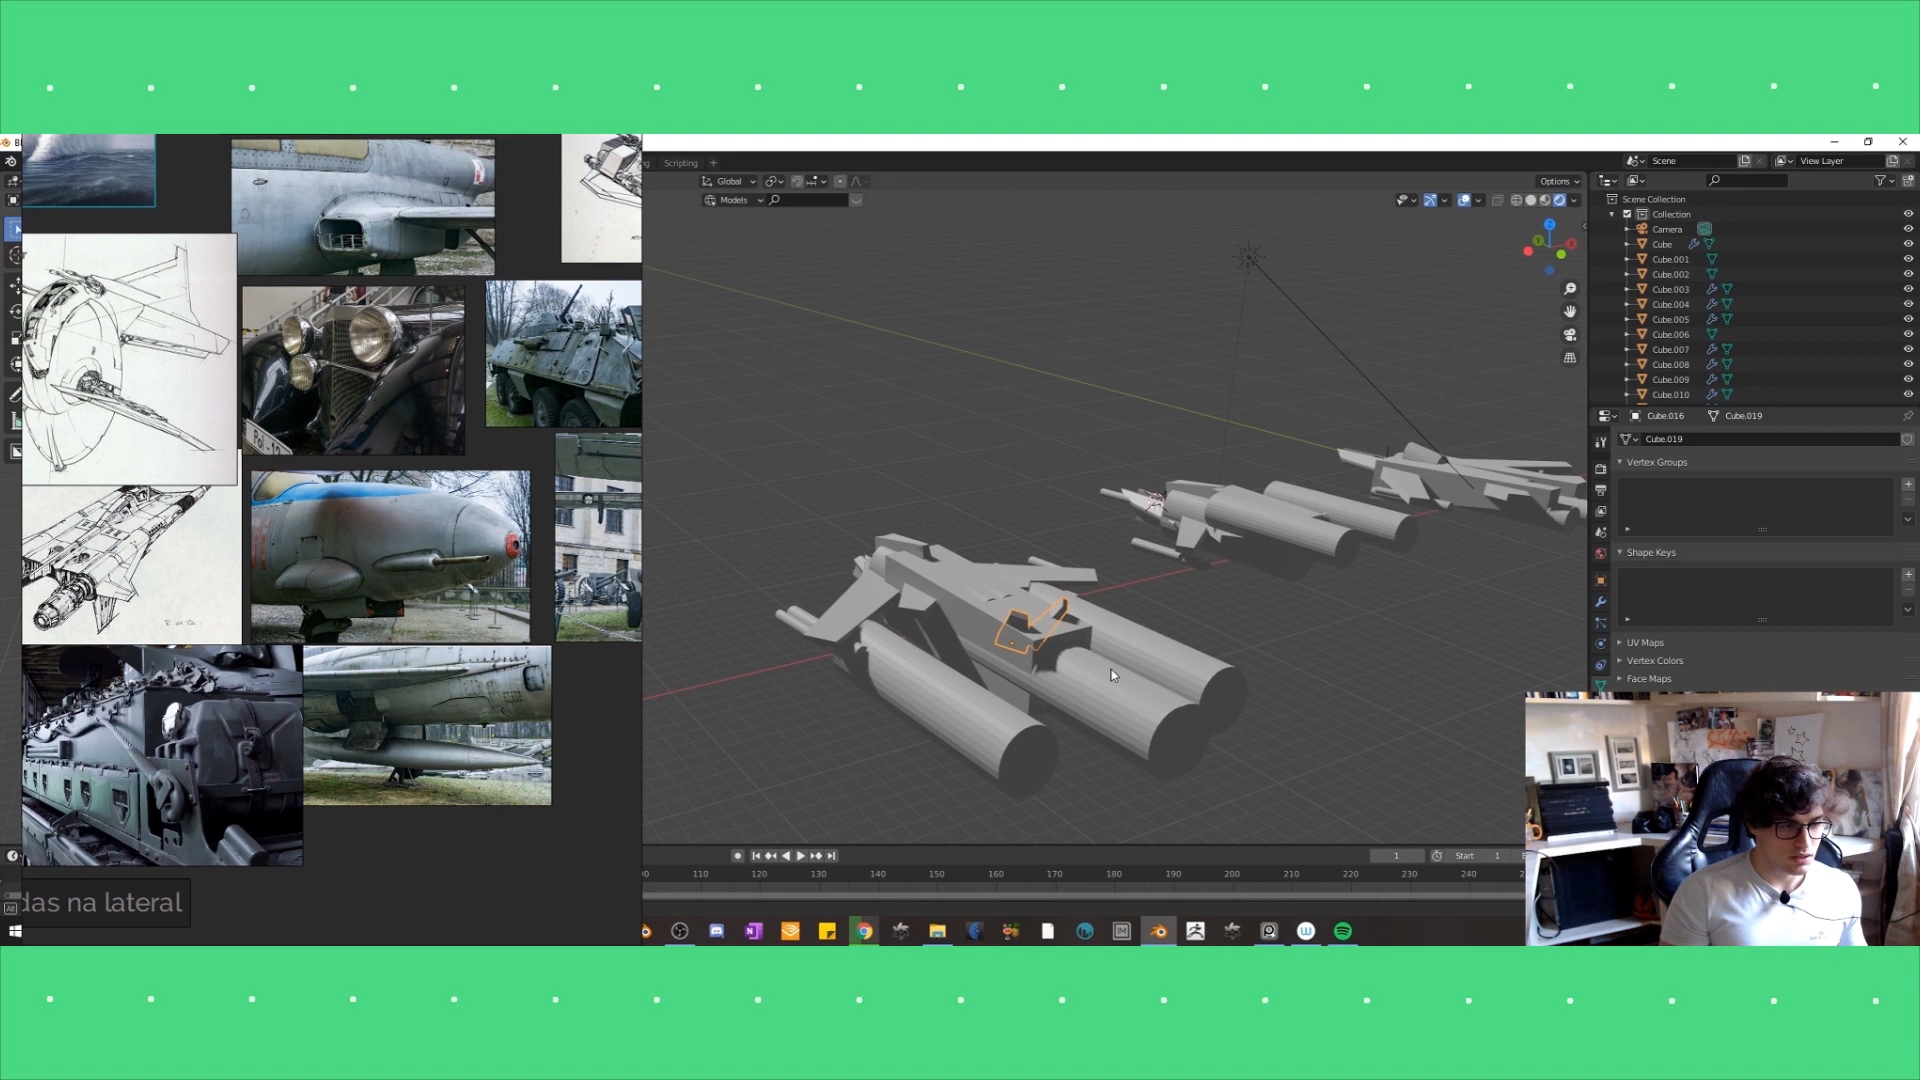 Bl
Scripting +
Scene
View Layer
Global
Options
Models
Scene Collection
Collection
Camera
Cube
Cube.001
Cube.002
Cube.003
Cube.004
Cube.005
Cube.006
Cube.007
Cube.008
Cube.009
Cube.010
Cube.016
Cube.019
Cube.019
Vertex Groups
Shape Keys
UV Maps
Vertex Colors
Face Maps
das na lateral
1
Start
1
110
120
130
140
150
160
170
180
190
200
210
220
230
240